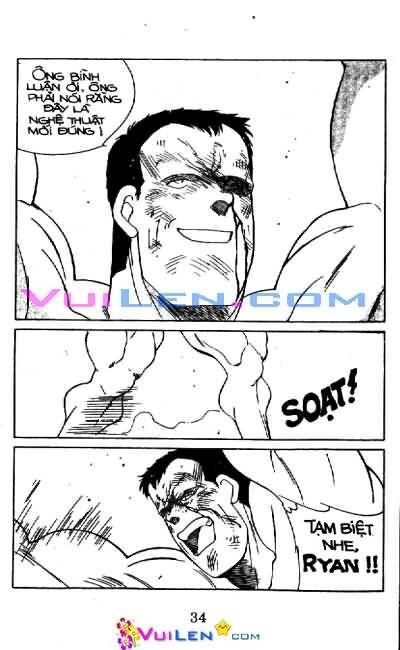 ÔNG BÌNH
LUẬN ƠI, ÔNG
PHẢI NÓI RẰNG
ĐÂY LÀ
NGHỆ THUẬT
MỚI ĐÚNG!
VUILEN.COM
SOẠT!
TẠM BIỆT
NHE,
RYAN!!
34
VUILEN COM